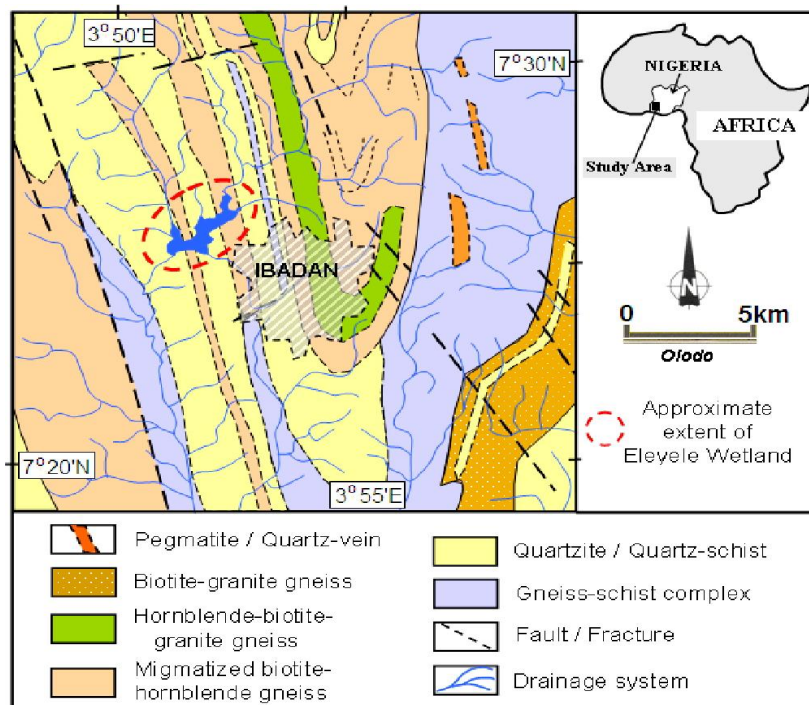 3°50'E
7°30'N
IBADAN
7°20'N
3°55'E
NIGERIA
AFRICA
Study Area
N
0 5km
Olodo
Approximate
extent of
Eleyele Wetland
Pegmatite / Quartz-vein
Biotite-granite gneiss
Hornblende-biotite-
granite gneiss
Migmatized biotite-
hornblende gneiss
Quartzite / Quartz-schist
Gneiss-schist complex
Fault / Fracture
Drainage system